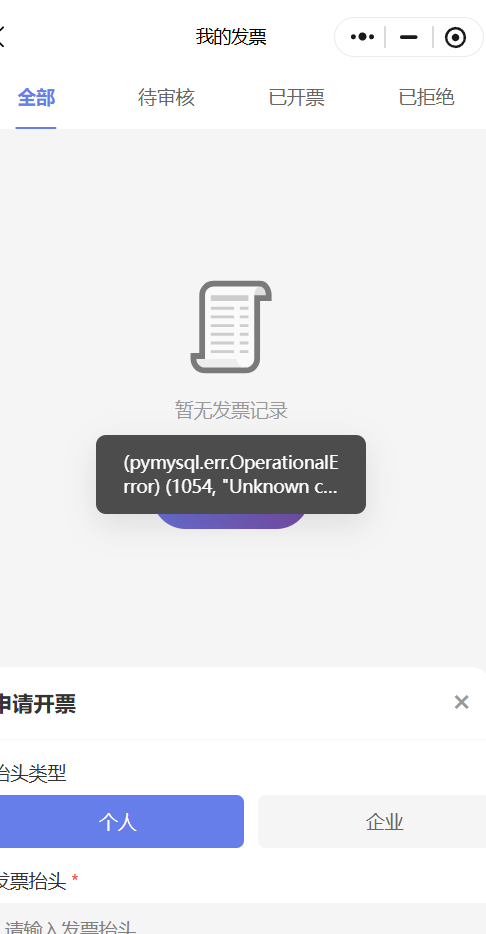 我的发票
全部 待审核 已开票 已拒绝
暂无发票记录
(pymysql.err.OperationalE
rror) (1054, "Unknown c...
申请开票
抬头类型
个人 企业
发票抬头 *
请输入发票抬头